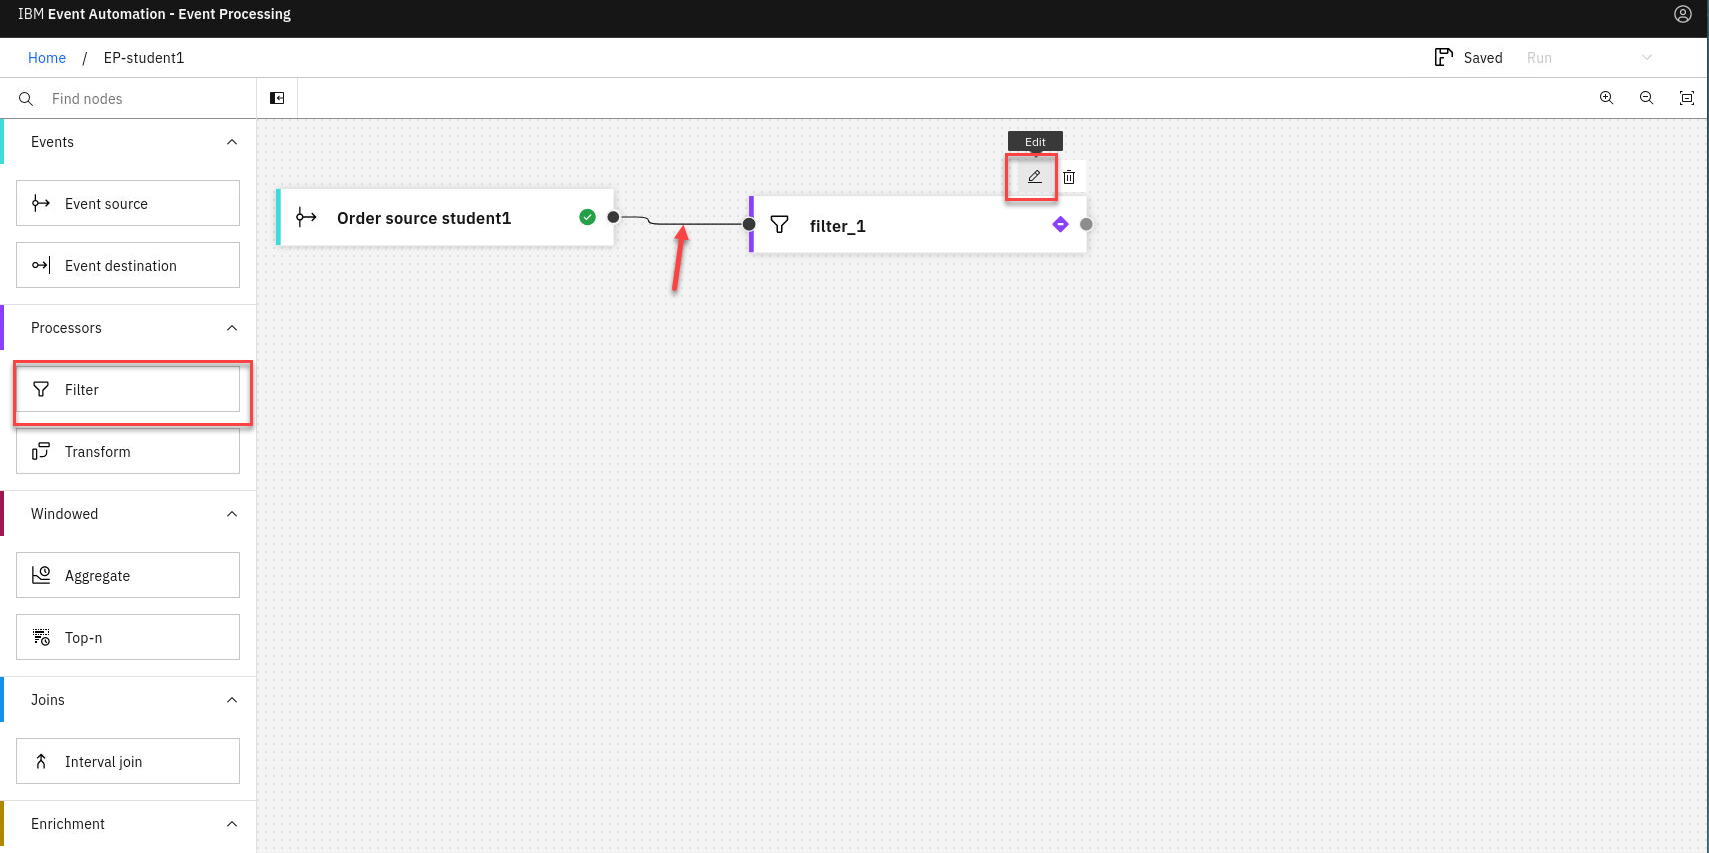 IBM Event Automation - Event Processing
Home / EP-student1
Saved Run
Find nodes
Events
Event source
Event destination
Processors
Filter
Transform
Windowed
Aggregate
Top-n
Joins
Interval join
Enrichment
Edit
Order source student1
filter_1